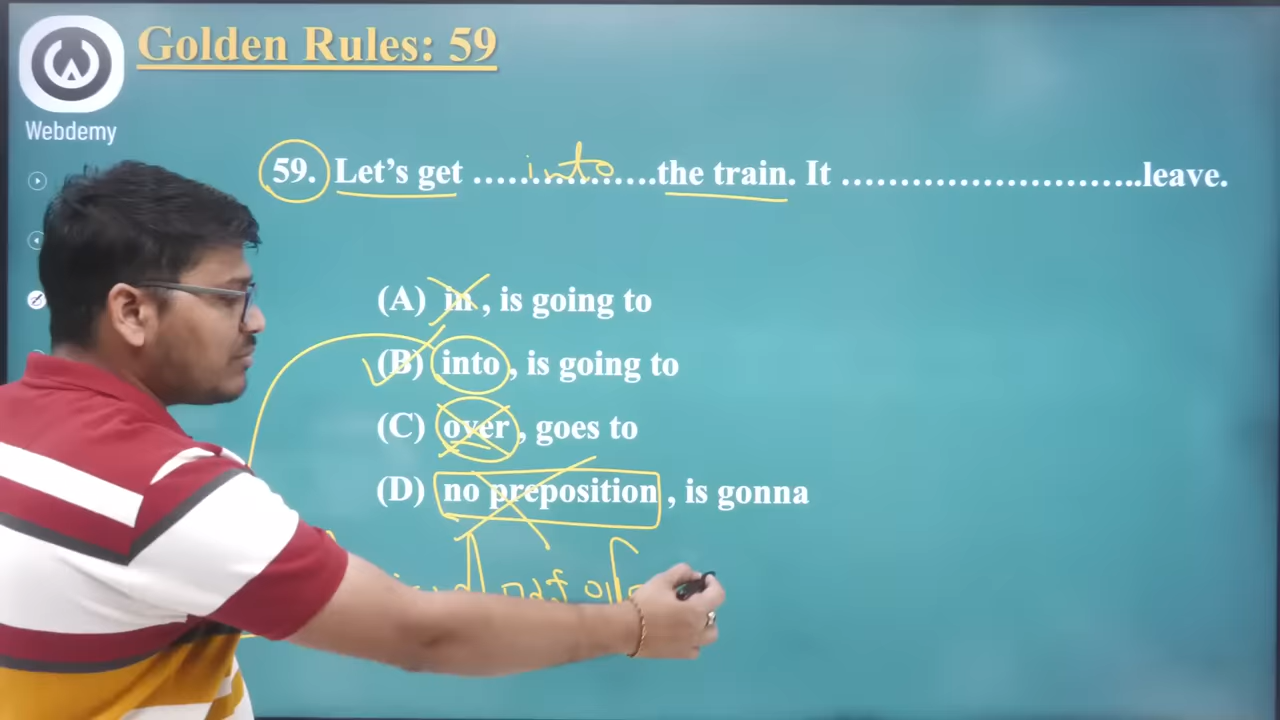 Golden Rules: 59
Webdemy
59. Let's get ......into......the train. It ..............................leave.
(A) in , is going to
(B) into , is going to
(C) over , goes to
(D) no preposition , is gonna